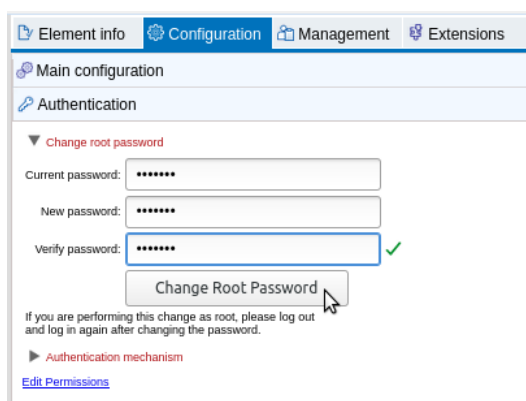 Element info Configuration Management Extensions
Main configuration
Authentication
Change root password
Current password: •••••••
New password: •••••••
Verify password: •••••••
Change Root Password
If you are performing this change as root, please log out
and log in again after changing the password.
Authentication mechanism
Edit Permissions